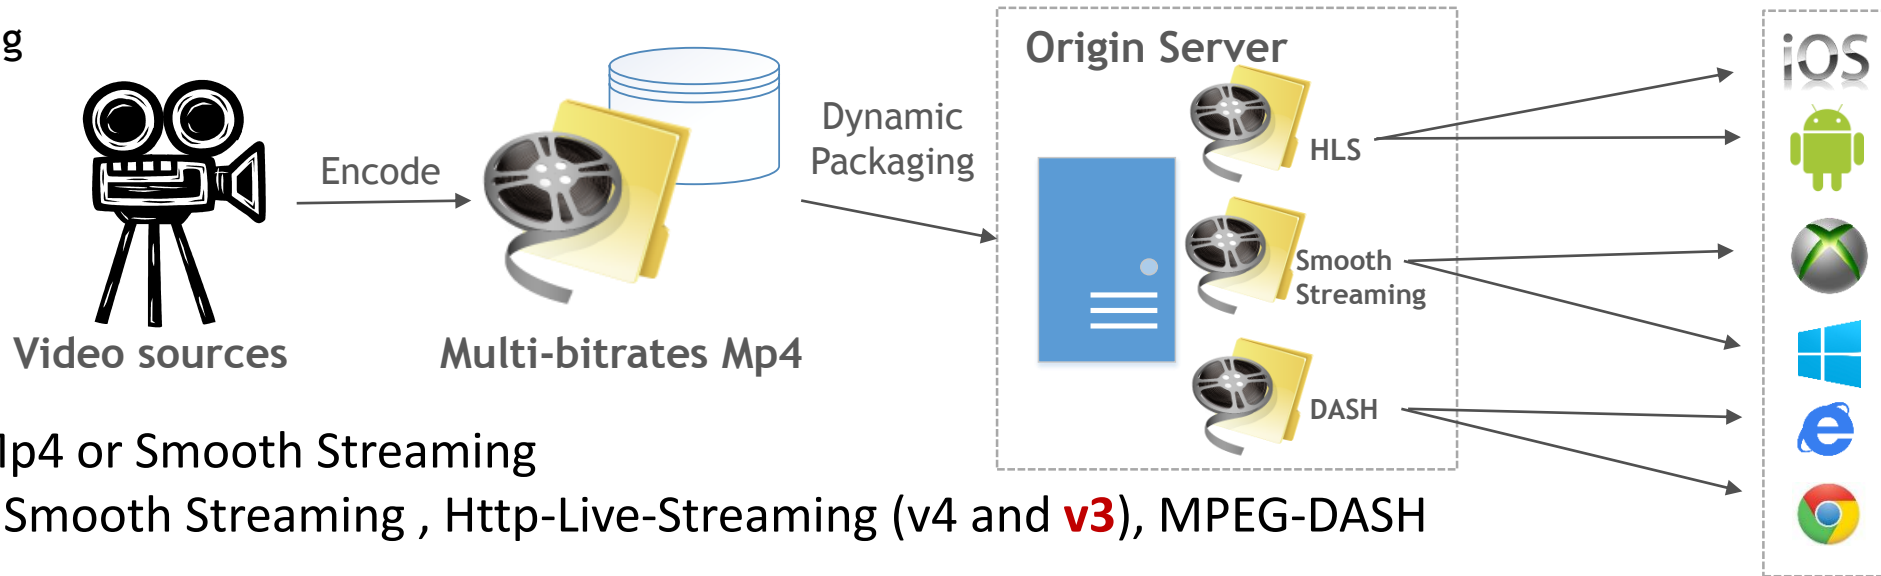 g
Origin Server
iOS
Dynamic
Packaging
Encode
HLS
Smooth
Streaming
Video sources
Multi-bitrates Mp4
DASH
Mp4 or Smooth Streaming
Smooth Streaming , Http-Live-Streaming (v4 and v3), MPEG-DASH